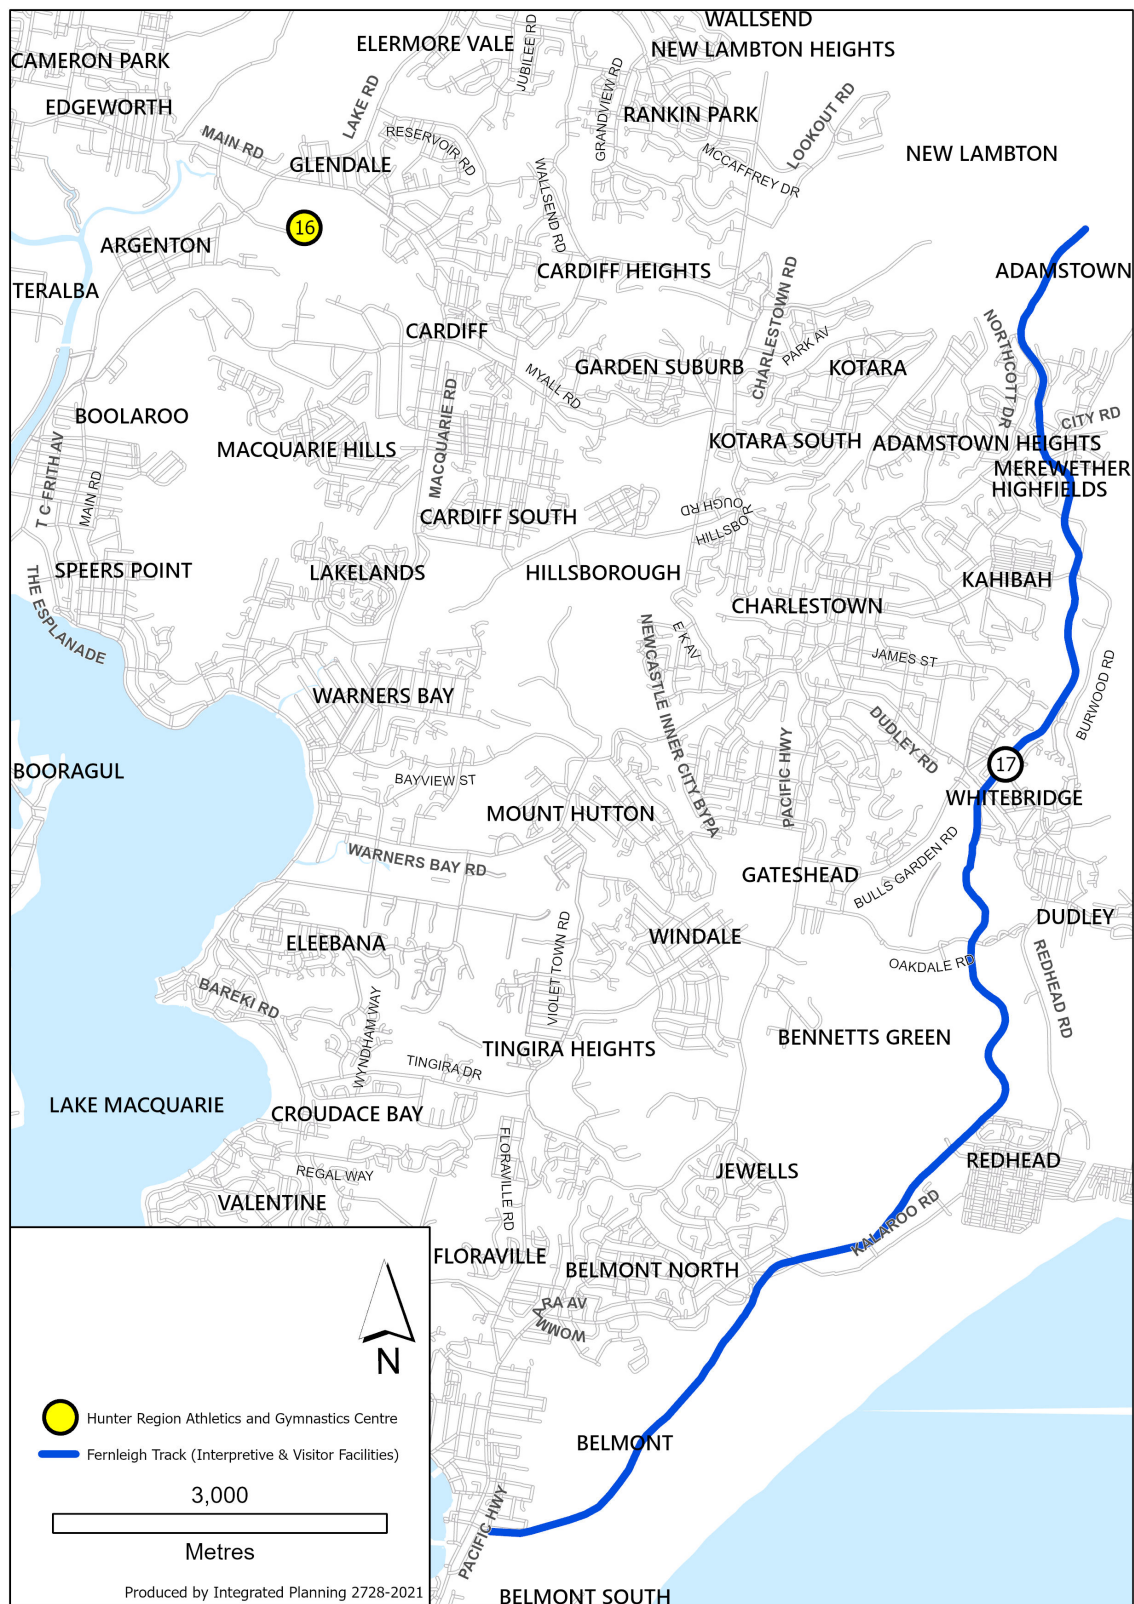 WALLSEND
ELERMORE VALE
JUBILEE RD
NEW LAMBTON HEIGHTS
CAMERON PARK
EDGEWORTH
LAKE RD
GRANDVIEW RD
RANKIN PARK
LOOKOUT RD
MAIN RD
RESERVOIR RD
GLENDALE
WALLSEND RD
MCCAFFREY DR
NEW LAMBTON
16
ARGENTON
CARDIFF HEIGHTS
CHARLESTOWN RD
ADAMSTOWN
TERALBA
CARDIFF
PARK AV
NORTHCOTT DR
GARDEN SUBURB
KOTARA
MYALL RD
BOOLAROO
MACQUARIE RD
CITY RD
MACQUARIE HILLS
KOTARA SOUTH
ADAMSTOWN HEIGHTS
T C FRITH AV
MAIN RD
MEREWETHER
HIGHFIELDS
CARDIFF SOUTH
OUGH RD
HILLSBOR
SPEERS POINT
LAKELANDS
HILLSBOROUGH
KAHIBAH
THE ESPLANADE
CHARLESTOWN
NEWCASTLE INNER CITY BYPA
E K AV
JAMES ST
BURWOOD RD
WARNERS BAY
DUDLEY RD
PACIFIC HWY
BOORAGUL
BAYVIEW ST
17
WHITEBRIDGE
MOUNT HUTTON
WARNERS BAY RD
GATESHEAD
BULLS GARDEN RD
DUDLEY
ELEEBANA
VIOLET TOWN RD
WINDALE
OAKDALE RD
REDHEAD RD
BAREKI RD
WYNDHAM WAY
BENNETTS GREEN
TINGIRA HEIGHTS
TINGIRA DR
LAKE MACQUARIE
CROUDACE BAY
FLORAVILLE RD
REGAL WAY
JEWELLS
REDHEAD
VALENTINE
KALAROO RD
FLORAVILLE
BELMONT NORTH
RA AV
WOMMA
N
Hunter Region Athletics and Gymnastics Centre
BELMONT
Fernleigh Track (Interpretive & Visitor Facilities)
3,000
Metres
PACIFIC HWY
Produced by Integrated Planning 2728-2021
BELMONT SOUTH